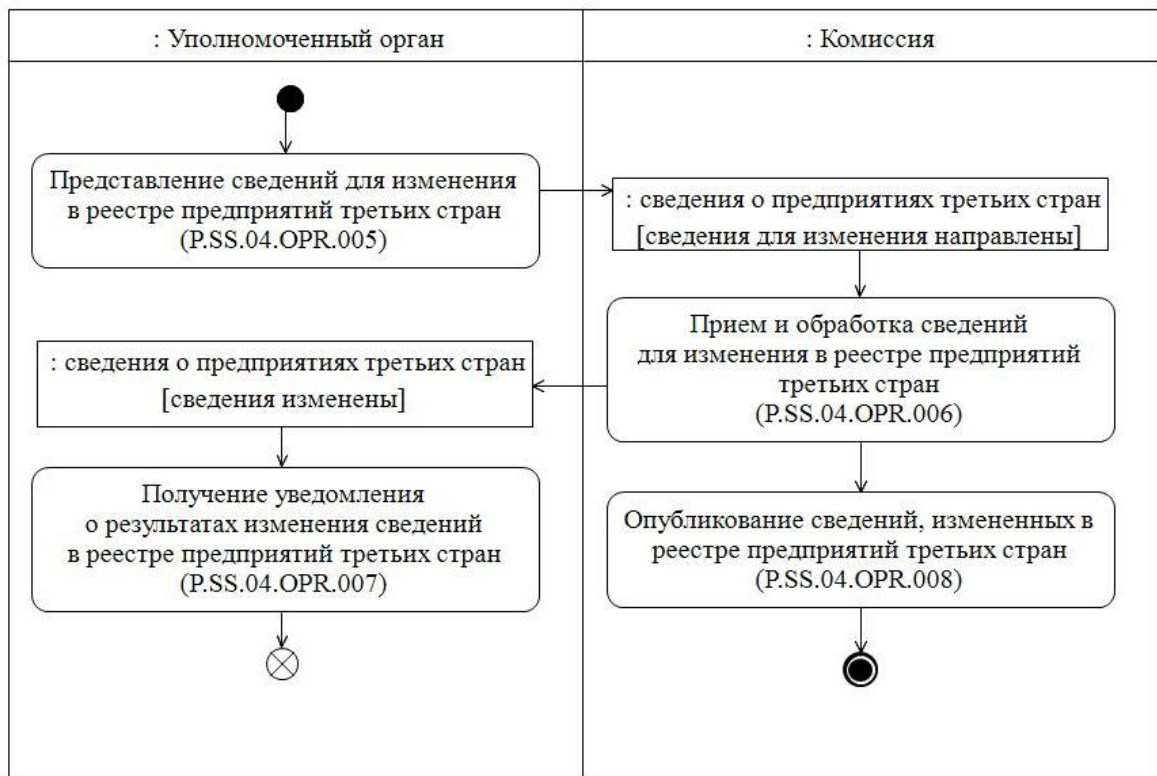 : Уполномоченный орган
: Комиссия
Представление сведений для изменения
в реестре предприятий третьих стран
(P.SS.04.OPR.005)
: сведения о предприятиях третьих стран
[сведения для изменения направлены]
Прием и обработка сведений
для изменения в реестре предприятий
третьих стран
(P.SS.04.OPR.006)
: сведения о предприятиях третьих стран
[сведения изменены]
Получение уведомления
о результатах изменения сведений
в реестре предприятий третьих стран
(P.SS.04.OPR.007)
Опубликование сведений, измененных в
реестре предприятий третьих стран
(P.SS.04.OPR.008)